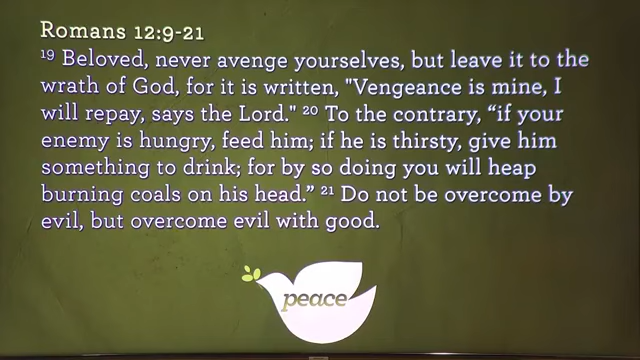 Romans 12:9-21
¹⁹ Beloved, never avenge yourselves, but leave it to the
wrath of God, for it is written, "Vengeance is mine, I
will repay, says the Lord." ²⁰ To the contrary, “if your
enemy is hungry, feed him; if he is thirsty, give him
something to drink; for by so doing you will heap
burning coals on his head.” ²¹ Do not be overcome by
evil, but overcome evil with good.
peace